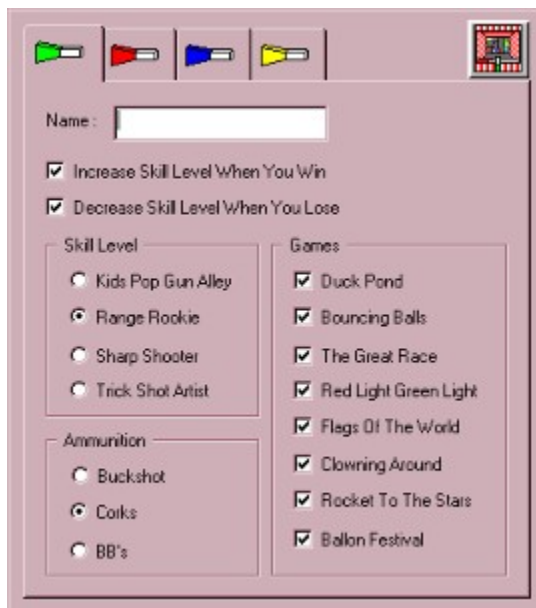 Name :
Increase Skill Level When You Win
Decrease Skill Level When You Lose
Skill Level
Kids Pop Gun Alley
Range Rookie
Sharp Shooter
Trick Shot Artist
Ammunition
Buckshot
Corks
BB's
Games
Duck Pond
Bouncing Balls
The Great Race
Red Light Green Light
Flags Of The World
Clowning Around
Rocket To The Stars
Ballon Festival